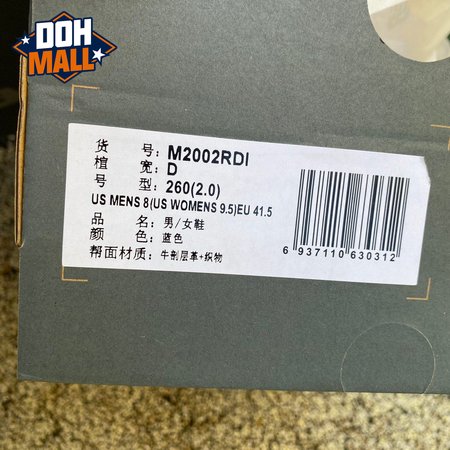 DOH
MALL
货 号: M2002RDI
楦 宽: D
号 型: 260(2.0)
US MENS 8(US WOMENS 9.5)EU 41.5
品 名: 男/女鞋
颜 色: 蓝色
帮面材质: 牛剖层革+织物
6 937110 630312